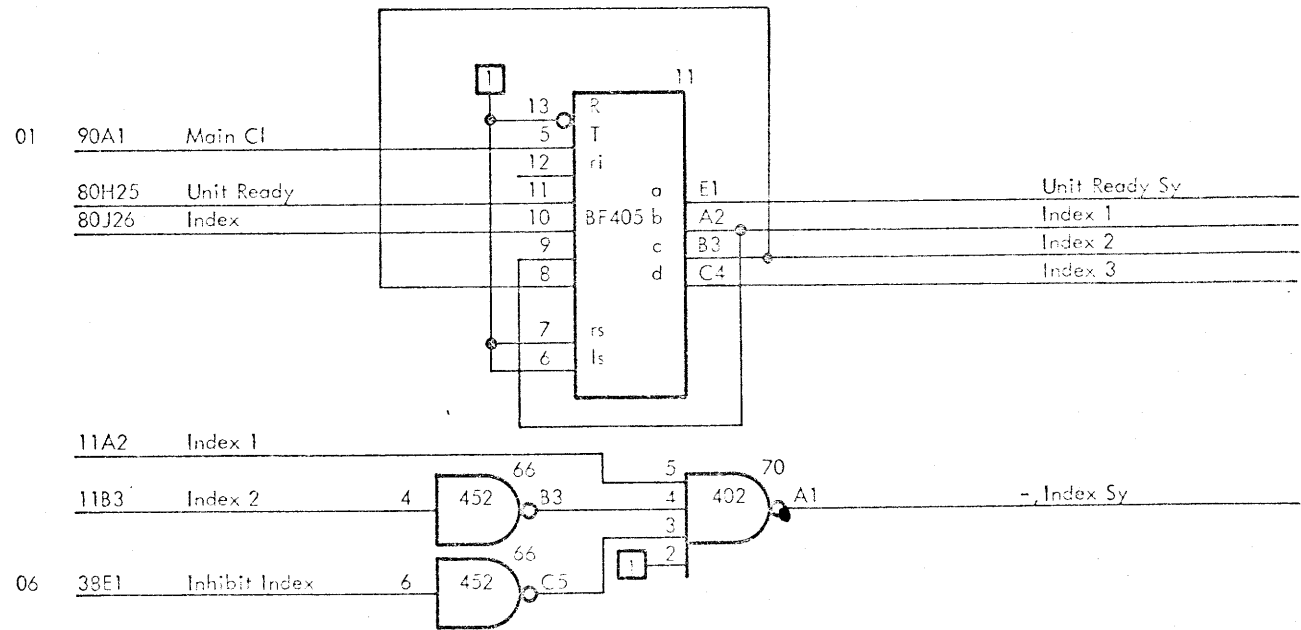 11
1
13 R
01 90A1 Main Cl 5 T
12 ri
80H25 Unit Ready 11 a E1 Unit Ready Sy
80J26 Index 10 BF405 b A2 Index 1
9 c B3 Index 2
8 d C4 Index 3
7 rs
6 ls
11A2 Index 1 5 70
66
11B3 Index 2 4 452 B3 4 402 A1 -, Index Sy
3
66 1 2
06 38E1 Inhibit Index 6 452 C5